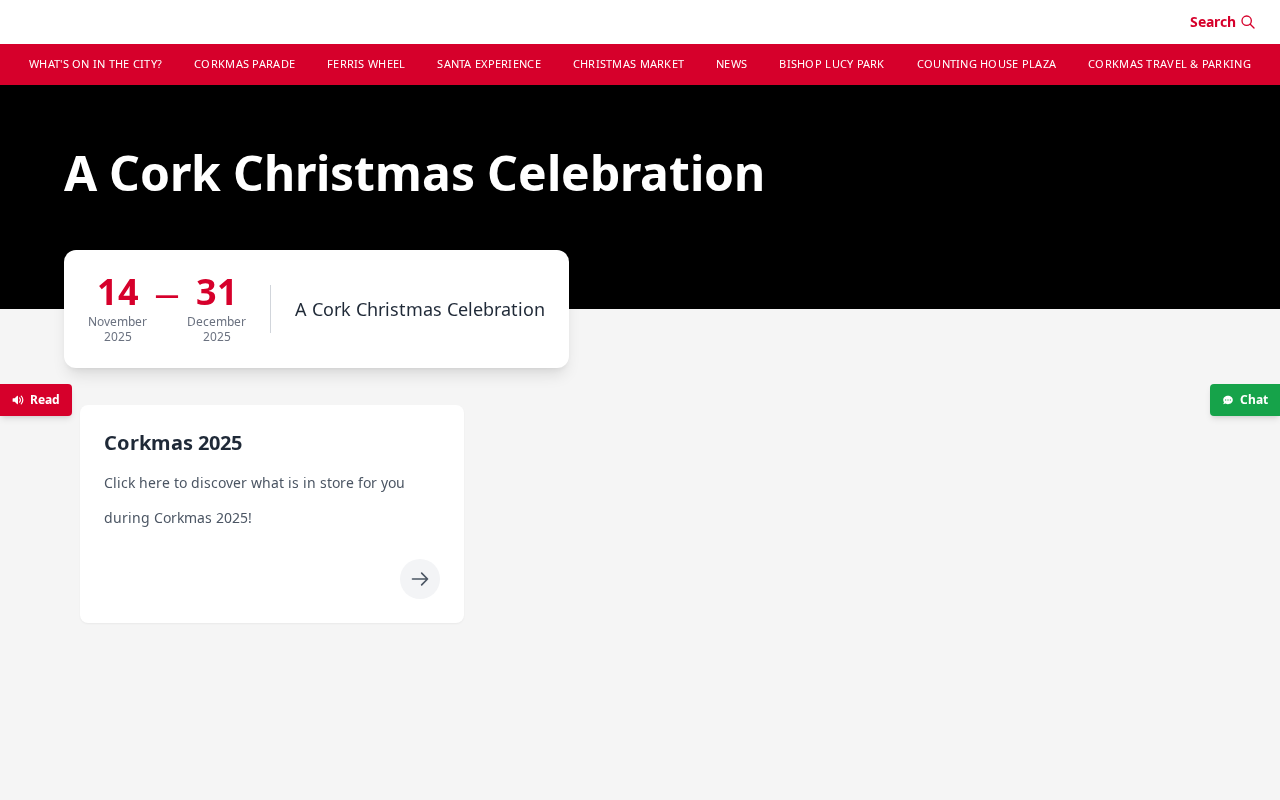 Search
WHAT'S ON IN THE CITY? CORKMAS PARADE FERRIS WHEEL SANTA EXPERIENCE CHRISTMAS MARKET NEWS BISHOP LUCY PARK COUNTING HOUSE PLAZA CORKMAS TRAVEL & PARKING
A Cork Christmas Celebration
14 — 31
November December
2025 2025
A Cork Christmas Celebration
Read
Chat
Corkmas 2025
Click here to discover what is in store for you
during Corkmas 2025!